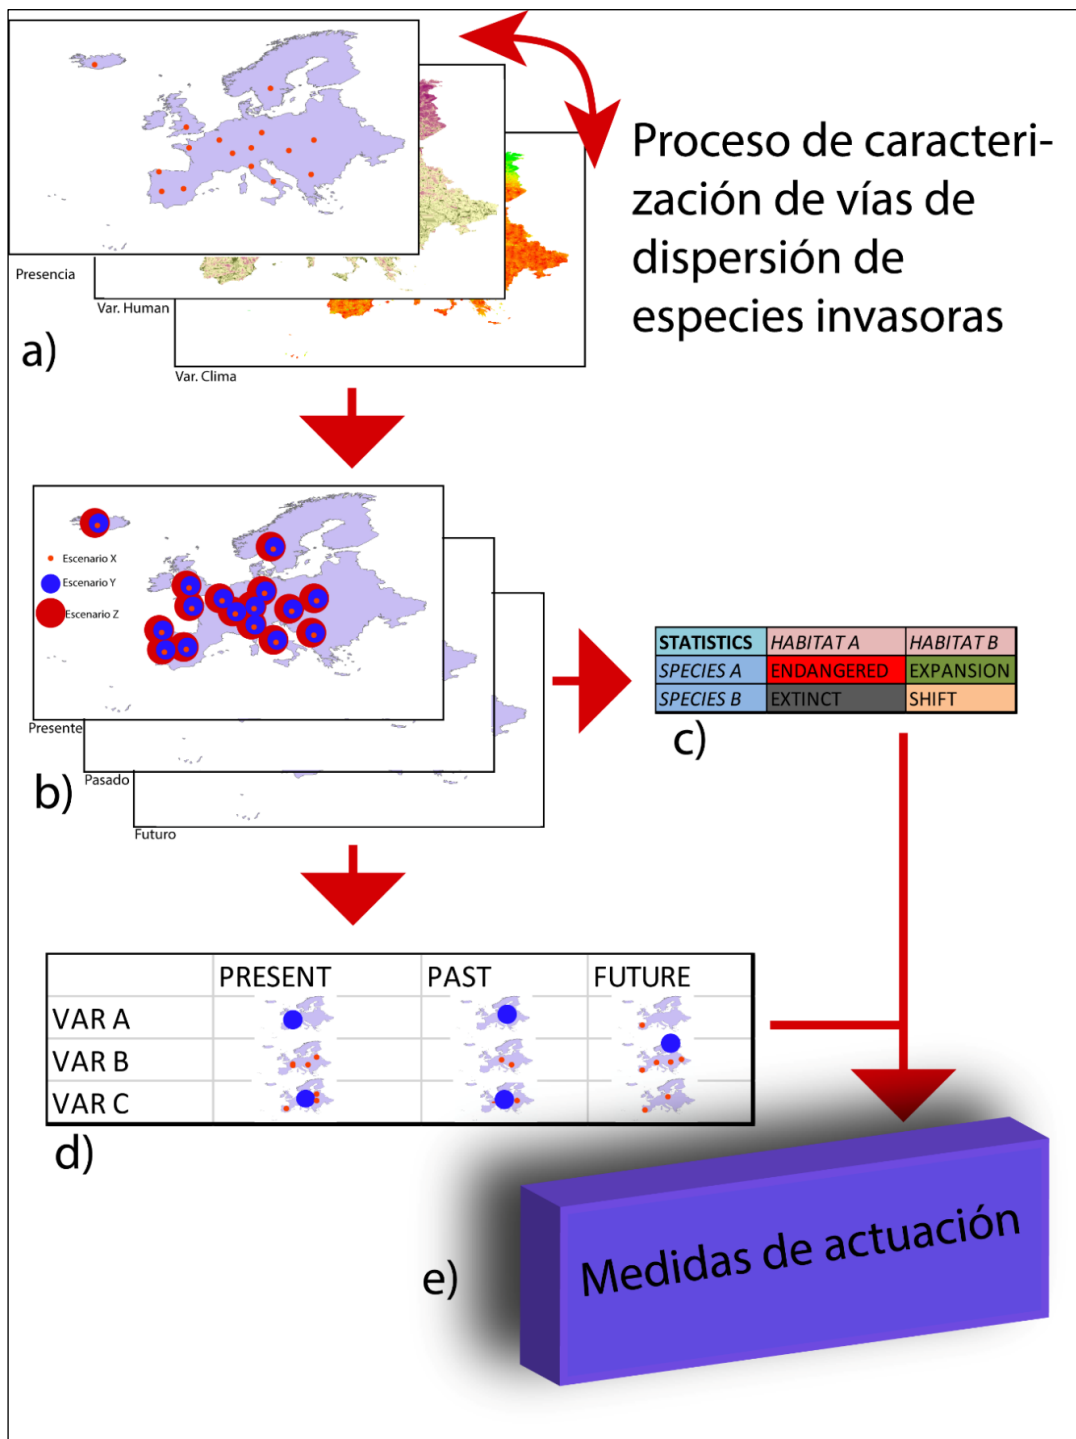 Proceso de caracteri-
zación de vías de
dispersión de
especies invasoras
Presencia
Var. Human
a)
Var. Clima
Escenario X
Escenario Y
Escenario Z
Presente
Pasado
b)
Futuro
STATISTICS HABITAT A HABITAT B
SPECIES A ENDANGERED EXPANSION
SPECIES B EXTINCT SHIFT
c)
PRESENT PAST FUTURE
VAR A
VAR B
VAR C
d)
e)
Medidas de actuación